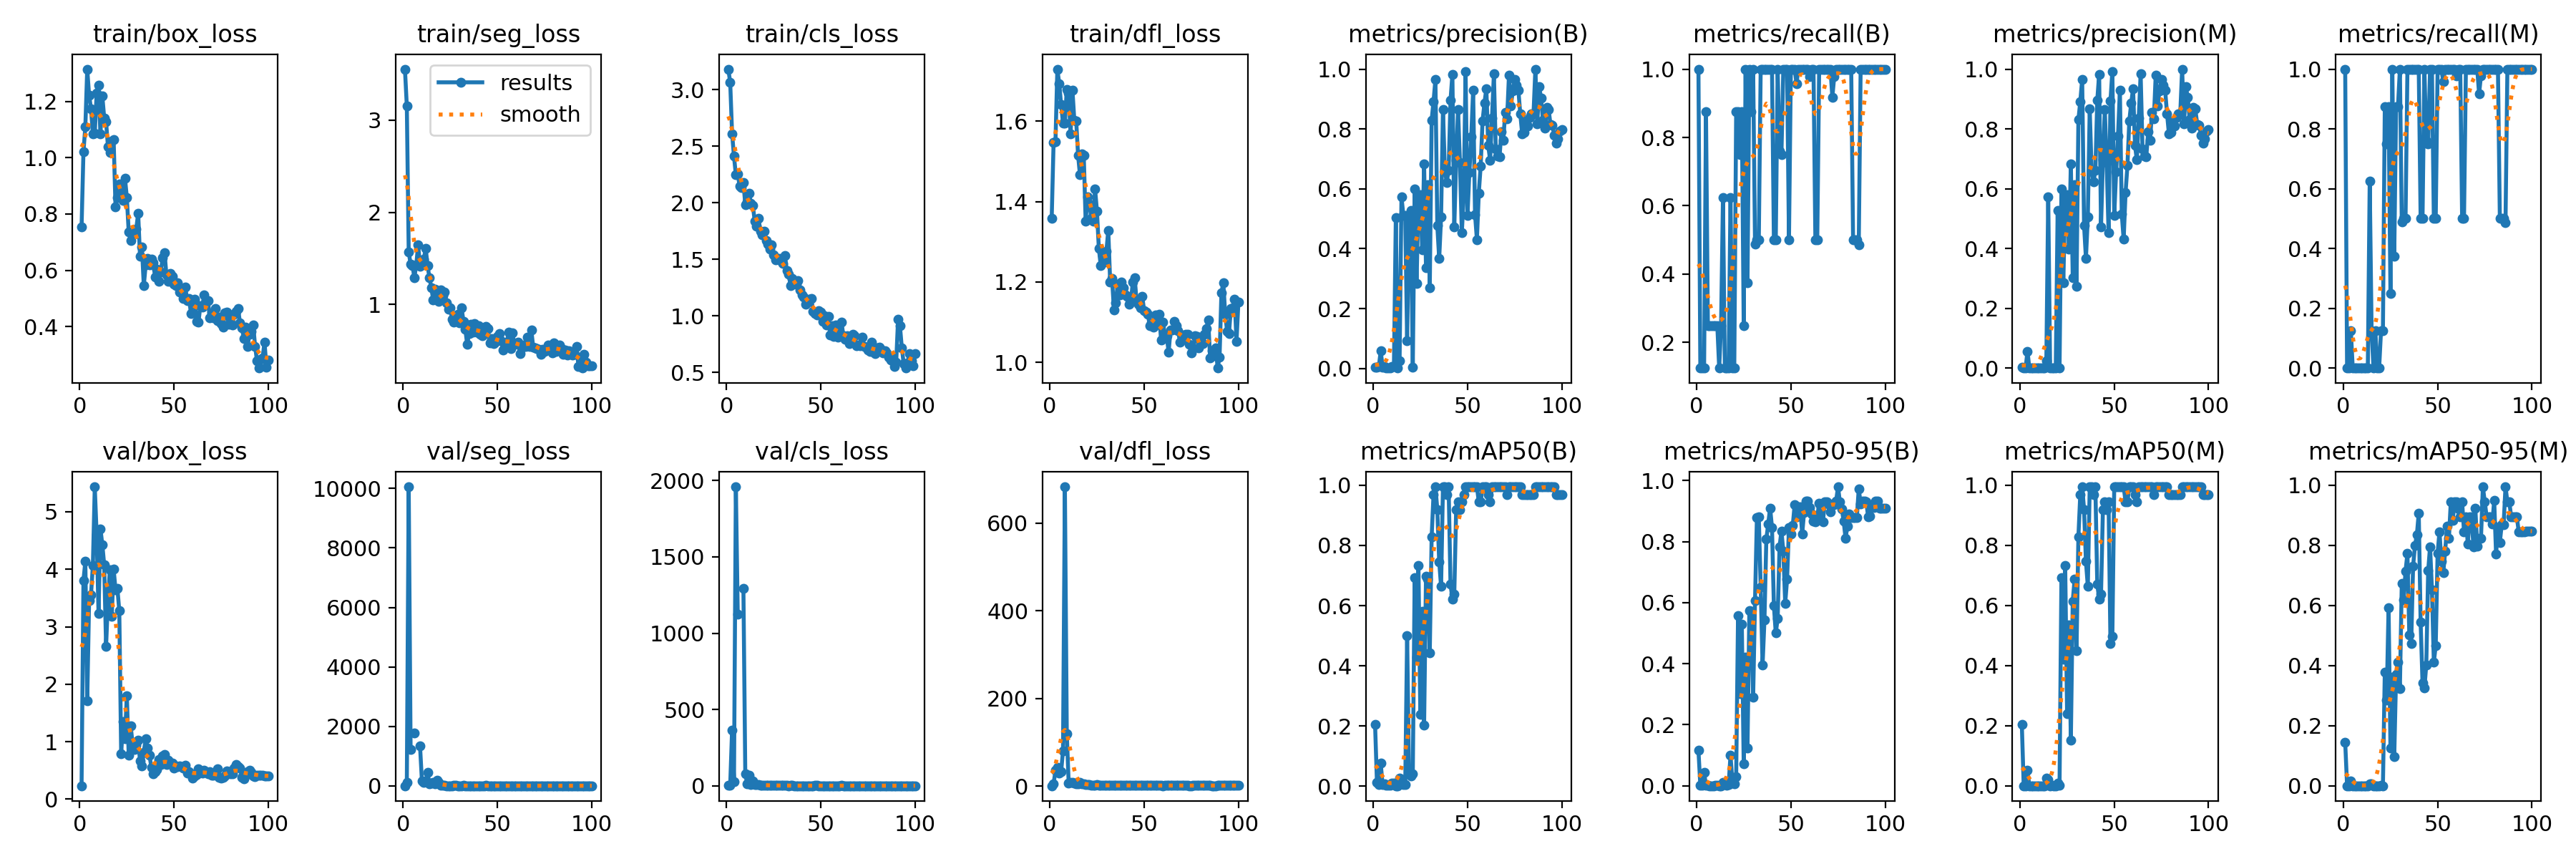 train/box_loss
train/seg_loss
train/cls_loss
train/dfl_loss
metrics/precision(B)
metrics/recall(B)
metrics/precision(M)
metrics/recall(M)
results
smooth
1.2
1.0
0.8
0.6
0.4
0 50 100
3
2
1
0 50 100
3.0
2.5
2.0
1.5
1.0
0.5
0 50 100
1.6
1.4
1.2
1.0
0 50 100
1.0
0.8
0.6
0.4
0.2
0.0
0 50 100
1.0
0.8
0.6
0.4
0.2
0 50 100
1.0
0.8
0.6
0.4
0.2
0.0
0 50 100
1.0
0.8
0.6
0.4
0.2
0.0
0 50 100
val/box_loss
val/seg_loss
val/cls_loss
val/dfl_loss
metrics/mAP50(B)
metrics/mAP50-95(B)
metrics/mAP50(M)
metrics/mAP50-95(M)
5
4
3
2
1
0
0 50 100
10000
8000
6000
4000
2000
0
0 50 100
2000
1500
1000
500
0
0 50 100
600
400
200
0
0 50 100
1.0
0.8
0.6
0.4
0.2
0.0
0 50 100
1.0
0.8
0.6
0.4
0.2
0.0
0 50 100
1.0
0.8
0.6
0.4
0.2
0.0
0 50 100
1.0
0.8
0.6
0.4
0.2
0.0
0 50 100